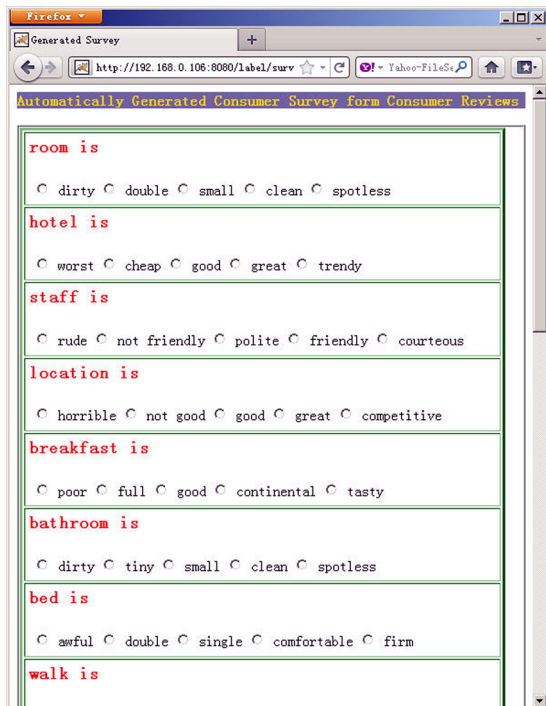 Firefox
Generated Survey
http://192.168.0.106:8080/label/surv
Yahoo-FileSe
Automatically Generated Consumer Survey form Consumer Reviews
room is
dirty double small clean spotless
hotel is
worst cheap good great trendy
staff is
rude not friendly polite friendly courteous
location is
horrible not good good great competitive
breakfast is
poor full good continental tasty
bathroom is
dirty tiny small clean spotless
bed is
awful double single comfortable firm
walk is